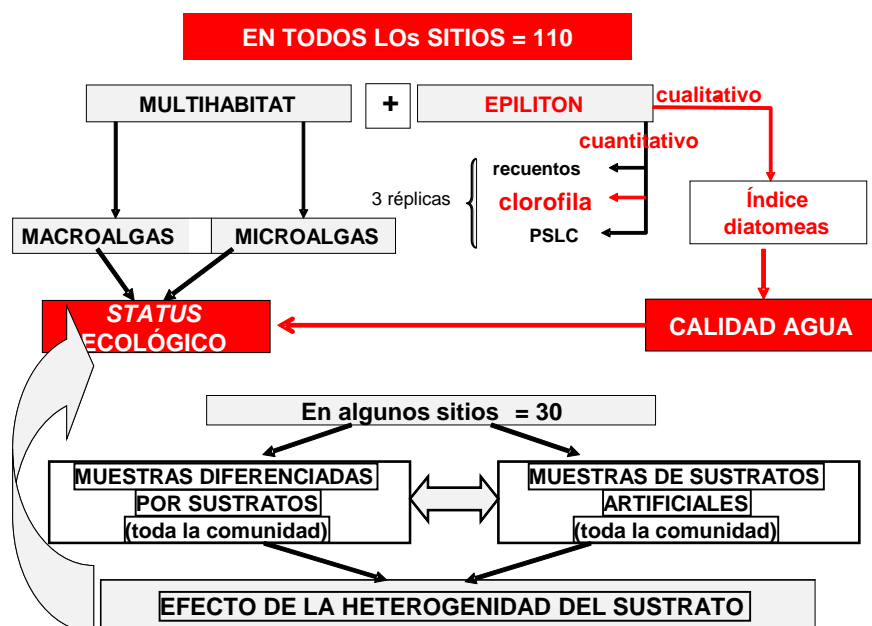 EN TODOS LOs SITIOS = 110
MULTIHABITAT
+
EPILITON
cualitativo
cuantitativo
3 réplicas
recuentos
clorofila
PSLC
Índice
diatomeas
MACROALGAS
MICROALGAS
STATUS
ECOLÓGICO
CALIDAD AGUA
En algunos sitios = 30
MUESTRAS DIFERENCIADAS
POR SUSTRATOS
(toda la comunidad)
MUESTRAS DE SUSTRATOS
ARTIFICIALES
(toda la comunidad)
EFECTO DE LA HETEROGENIDAD DEL SUSTRATO